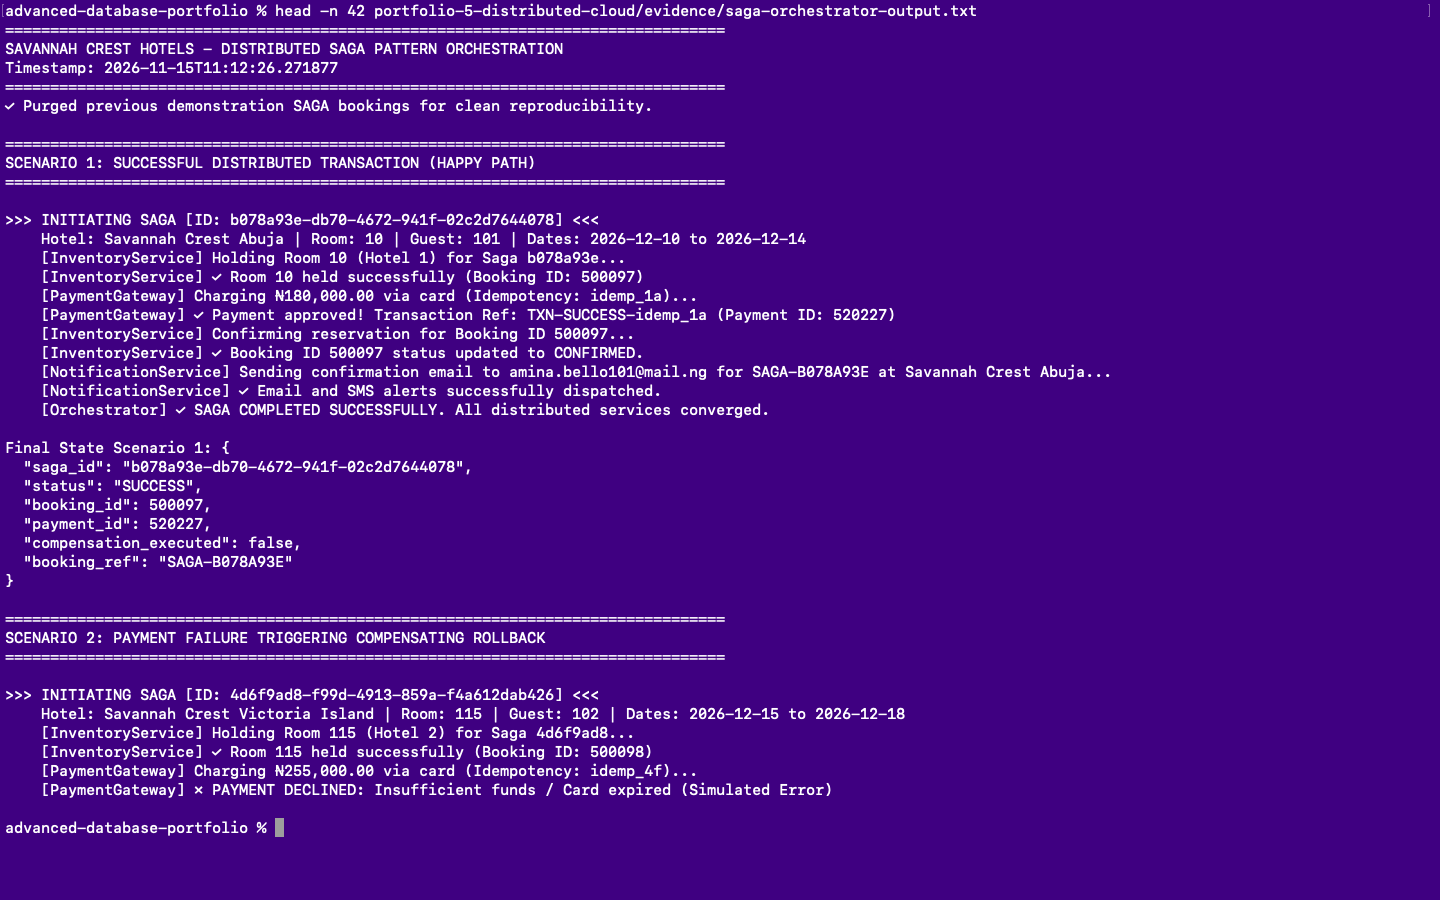 [advanced-database-portfolio % head -n 42 portfolio-5-distributed-cloud/evidence/saga-orchestrator-output.txt ]
================================================================================
SAVANNAH CREST HOTELS — DISTRIBUTED SAGA PATTERN ORCHESTRATION
Timestamp: 2026-11-15T11:12:26.271877
================================================================================
✓ Purged previous demonstration SAGA bookings for clean reproducibility.
================================================================================
SCENARIO 1: SUCCESSFUL DISTRIBUTED TRANSACTION (HAPPY PATH)
================================================================================
>>> INITIATING SAGA [ID: b078a93e-db70-4672-941f-02c2d7644078] <<<
    Hotel: Savannah Crest Abuja | Room: 10 | Guest: 101 | Dates: 2026-12-10 to 2026-12-14
    [InventoryService] Holding Room 10 (Hotel 1) for Saga b078a93e...
    [InventoryService] ✓ Room 10 held successfully (Booking ID: 500097)
    [PaymentGateway] Charging ₦180,000.00 via card (Idempotency: idemp_1a)...
    [PaymentGateway] ✓ Payment approved! Transaction Ref: TXN-SUCCESS-idemp_1a (Payment ID: 520227)
    [InventoryService] Confirming reservation for Booking ID 500097...
    [InventoryService] ✓ Booking ID 500097 status updated to CONFIRMED.
    [NotificationService] Sending confirmation email to amina.bello101@mail.ng for SAGA-B078A93E at Savannah Crest Abuja...
    [NotificationService] ✓ Email and SMS alerts successfully dispatched.
    [Orchestrator] ✓ SAGA COMPLETED SUCCESSFULLY. All distributed services converged.
Final State Scenario 1: {
  "saga_id": "b078a93e-db70-4672-941f-02c2d7644078",
  "status": "SUCCESS",
  "booking_id": 500097,
  "payment_id": 520227,
  "compensation_executed": false,
  "booking_ref": "SAGA-B078A93E"
}
================================================================================
SCENARIO 2: PAYMENT FAILURE TRIGGERING COMPENSATING ROLLBACK
================================================================================
>>> INITIATING SAGA [ID: 4d6f9ad8-f99d-4913-859a-f4a612dab426] <<<
    Hotel: Savannah Crest Victoria Island | Room: 115 | Guest: 102 | Dates: 2026-12-15 to 2026-12-18
    [InventoryService] Holding Room 115 (Hotel 2) for Saga 4d6f9ad8...
    [InventoryService] ✓ Room 115 held successfully (Booking ID: 500098)
    [PaymentGateway] Charging ₦255,000.00 via card (Idempotency: idemp_4f)...
    [PaymentGateway] × PAYMENT DECLINED: Insufficient funds / Card expired (Simulated Error)
advanced-database-portfolio %